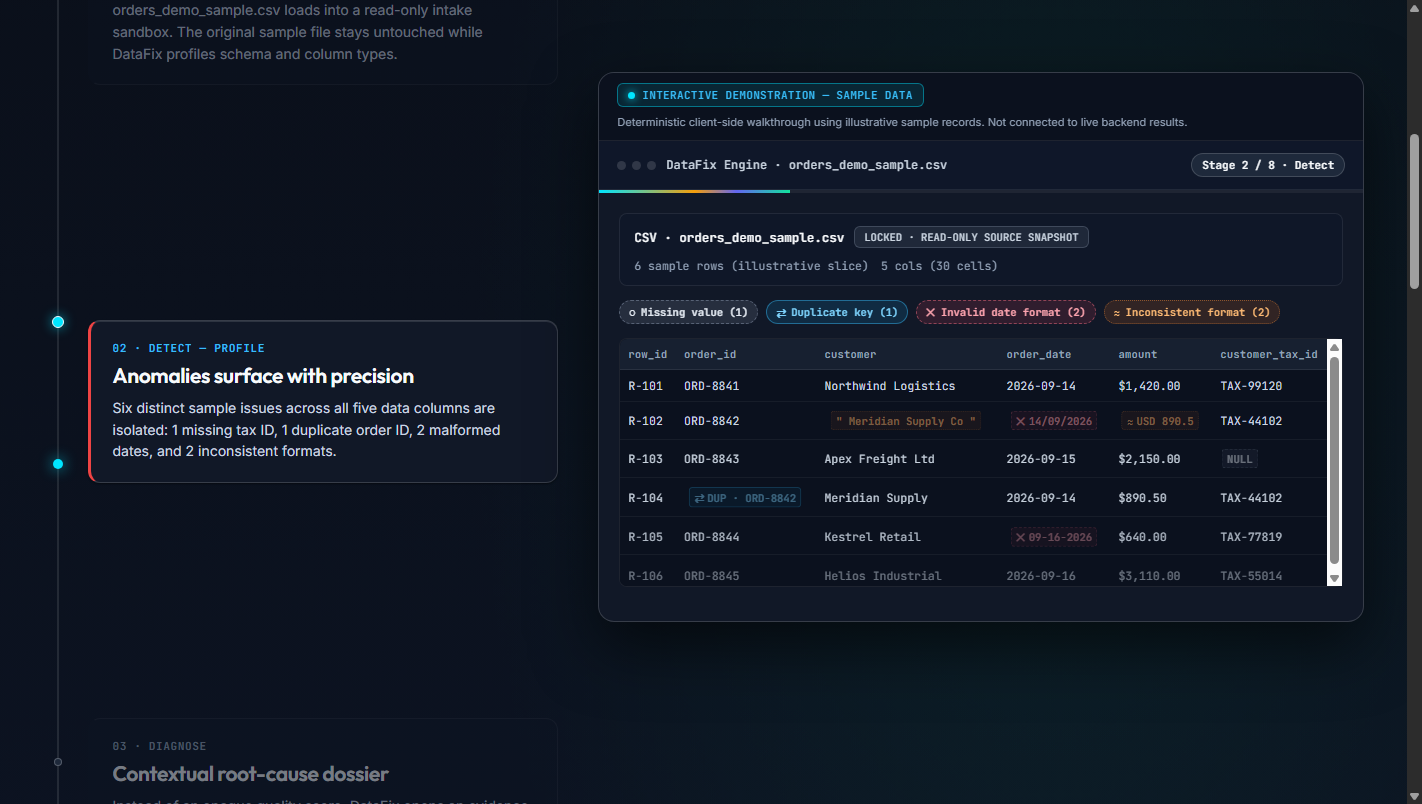 orders_demo_sample.csv loads into a read-only intake
sandbox. The original sample file stays untouched while
DataFix profiles schema and column types.
02 · DETECT — PROFILE
Anomalies surface with precision
Six distinct sample issues across all five data columns are
isolated: 1 missing tax ID, 1 duplicate order ID, 2 malformed
dates, and 2 inconsistent formats.
03 · DIAGNOSE
Contextual root-cause dossier
INTERACTIVE DEMONSTRATION — SAMPLE DATA
Deterministic client-side walkthrough using illustrative sample records. Not connected to live backend results.
DataFix Engine · orders_demo_sample.csv
Stage 2 / 8 · Detect
CSV · orders_demo_sample.csv LOCKED · READ-ONLY SOURCE SNAPSHOT
6 sample rows (illustrative slice) 5 cols (30 cells)
○ Missing value (1) ⇄ Duplicate key (1) ✕ Invalid date format (2) ≈ Inconsistent format (2)
row_id order_id customer order_date amount customer_tax_id
R-101 ORD-8841 Northwind Logistics 2026-09-14 $1,420.00 TAX-99120
R-102 ORD-8842 " Meridian Supply Co " ✕ 14/09/2026 ≈ USD 890.5 TAX-44102
R-103 ORD-8843 Apex Freight Ltd 2026-09-15 $2,150.00 NULL
R-104 ⇄ DUP · ORD-8842 Meridian Supply 2026-09-14 $890.50 TAX-44102
R-105 ORD-8844 Kestrel Retail ✕ 09-16-2026 $640.00 TAX-77819
R-106 ORD-8845 Helios Industrial 2026-09-16 $3,110.00 TAX-55014